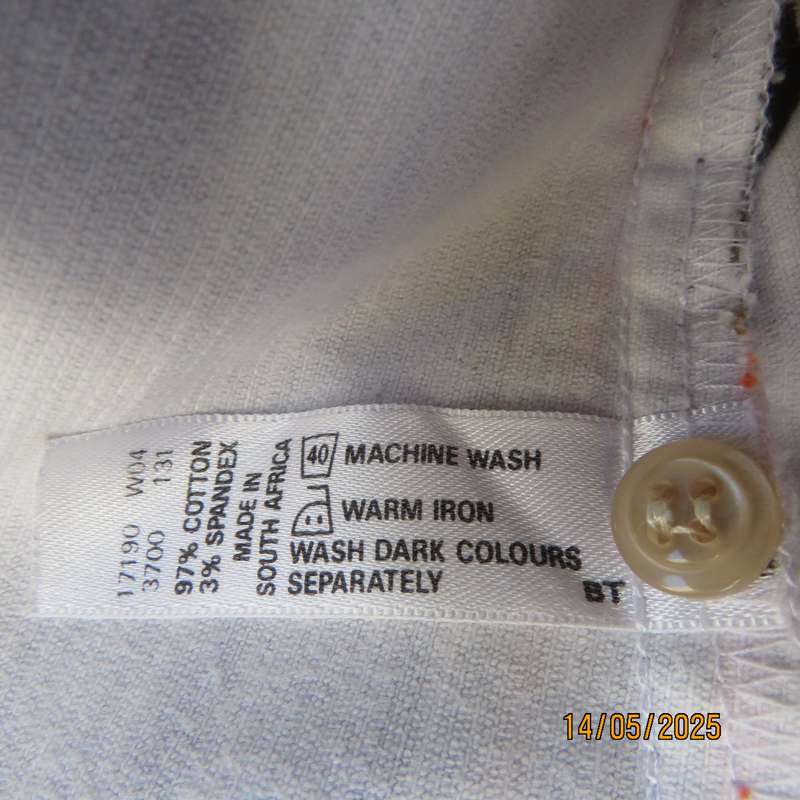 17190 W04
3700 131
97% COTTON
3% SPANDEX
MADE IN
SOUTH AFRICA
40 MACHINE WASH
WARM IRON
WASH DARK COLOURS
SEPARATELY
BT
14/05/2025